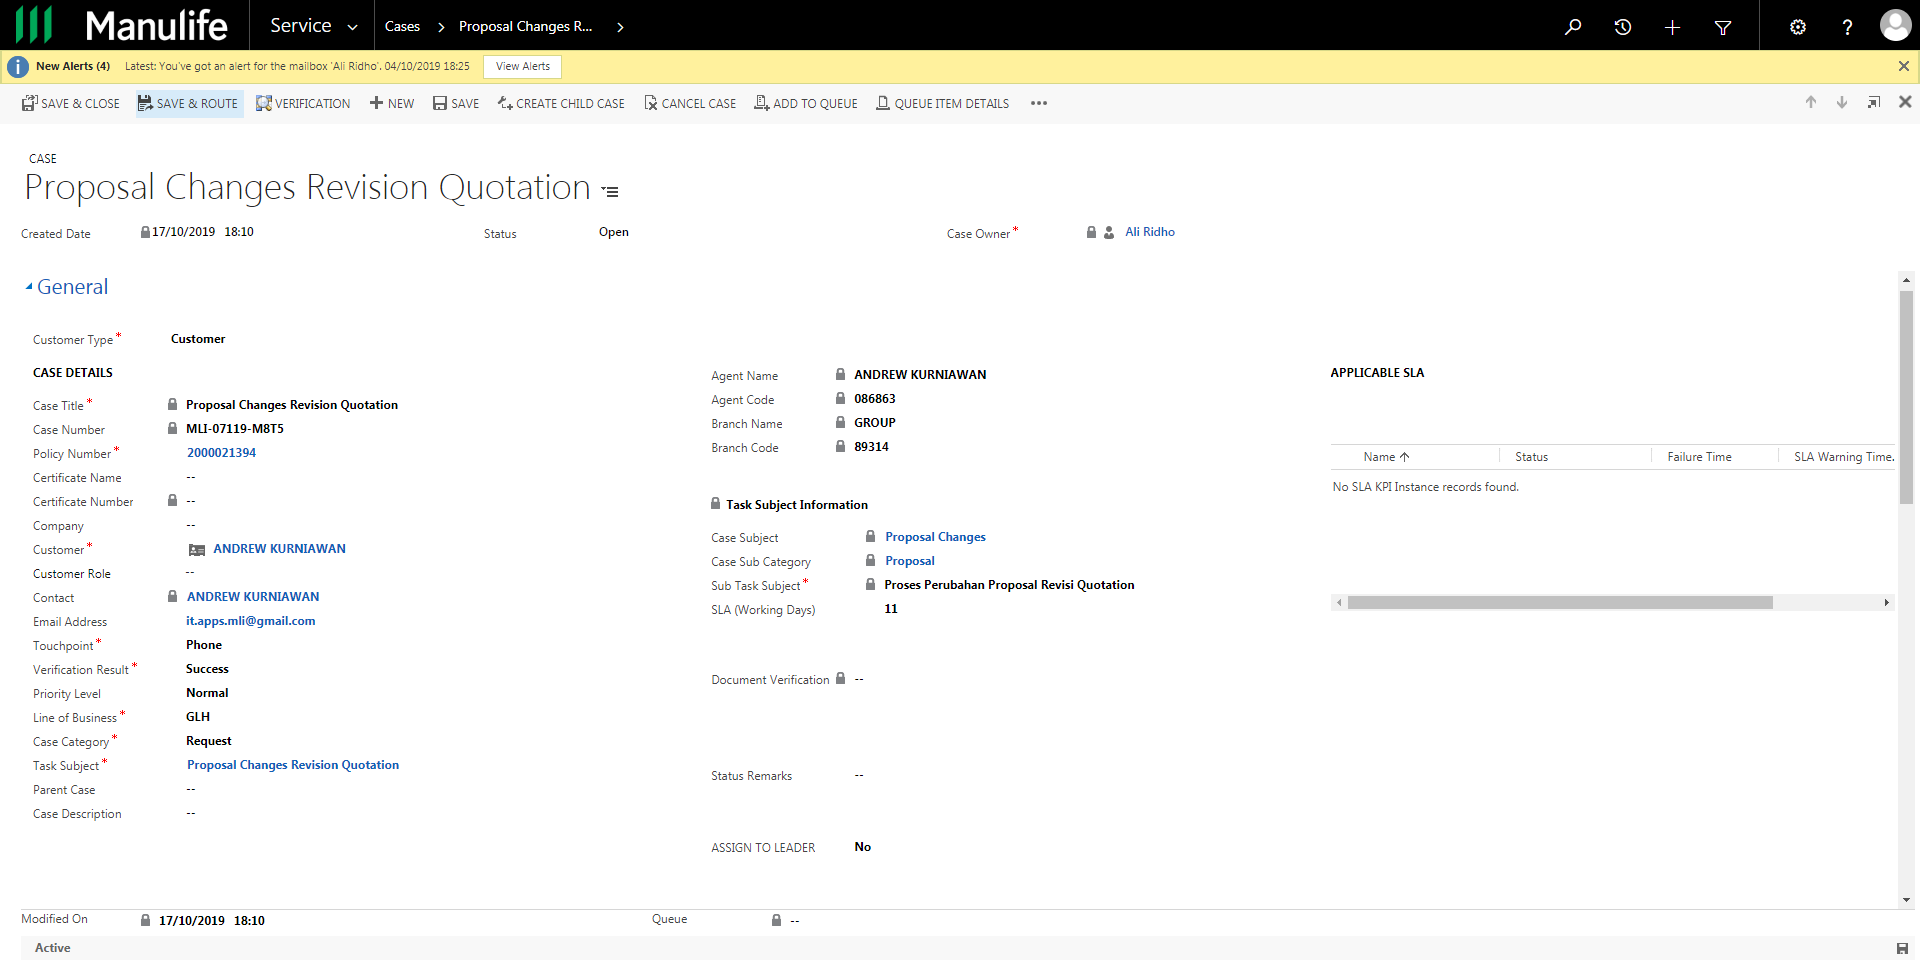 Manulife Service Cases Proposal Changes R...
New Alerts (4) Latest: You've got an alert for the mailbox 'Ali Ridho'. 04/10/2019 18:25 View Alerts
SAVE & CLOSE SAVE & ROUTE VERIFICATION NEW SAVE CREATE CHILD CASE CANCEL CASE ADD TO QUEUE QUEUE ITEM DETAILS
CASE
Proposal Changes Revision Quotation
Created Date 17/10/2019 18:10 Status Open Case Owner* Ali Ridho
General
Customer Type* Customer
CASE DETAILS
Case Title* Proposal Changes Revision Quotation
Case Number MLI-07119-M8T5
Policy Number* 2000021394
Certificate Name --
Certificate Number --
Company --
Customer* ANDREW KURNIAWAN
Customer Role --
Contact ANDREW KURNIAWAN
Email Address it.apps.mli@gmail.com
Touchpoint* Phone
Verification Result* Success
Priority Level Normal
Line of Business* GLH
Case Category* Request
Task Subject* Proposal Changes Revision Quotation
Parent Case --
Case Description --
Agent Name ANDREW KURNIAWAN
Agent Code 086863
Branch Name GROUP
Branch Code 89314
Task Subject Information
Case Subject Proposal Changes
Case Sub Category Proposal
Sub Task Subject* Proses Perubahan Proposal Revisi Quotation
SLA (Working Days) 11
Document Verification --
Status Remarks --
ASSIGN TO LEADER No
APPLICABLE SLA
Name Status Failure Time SLA Warning Time.
No SLA KPI Instance records found.
Modified On 17/10/2019 18:10 Queue --
Active